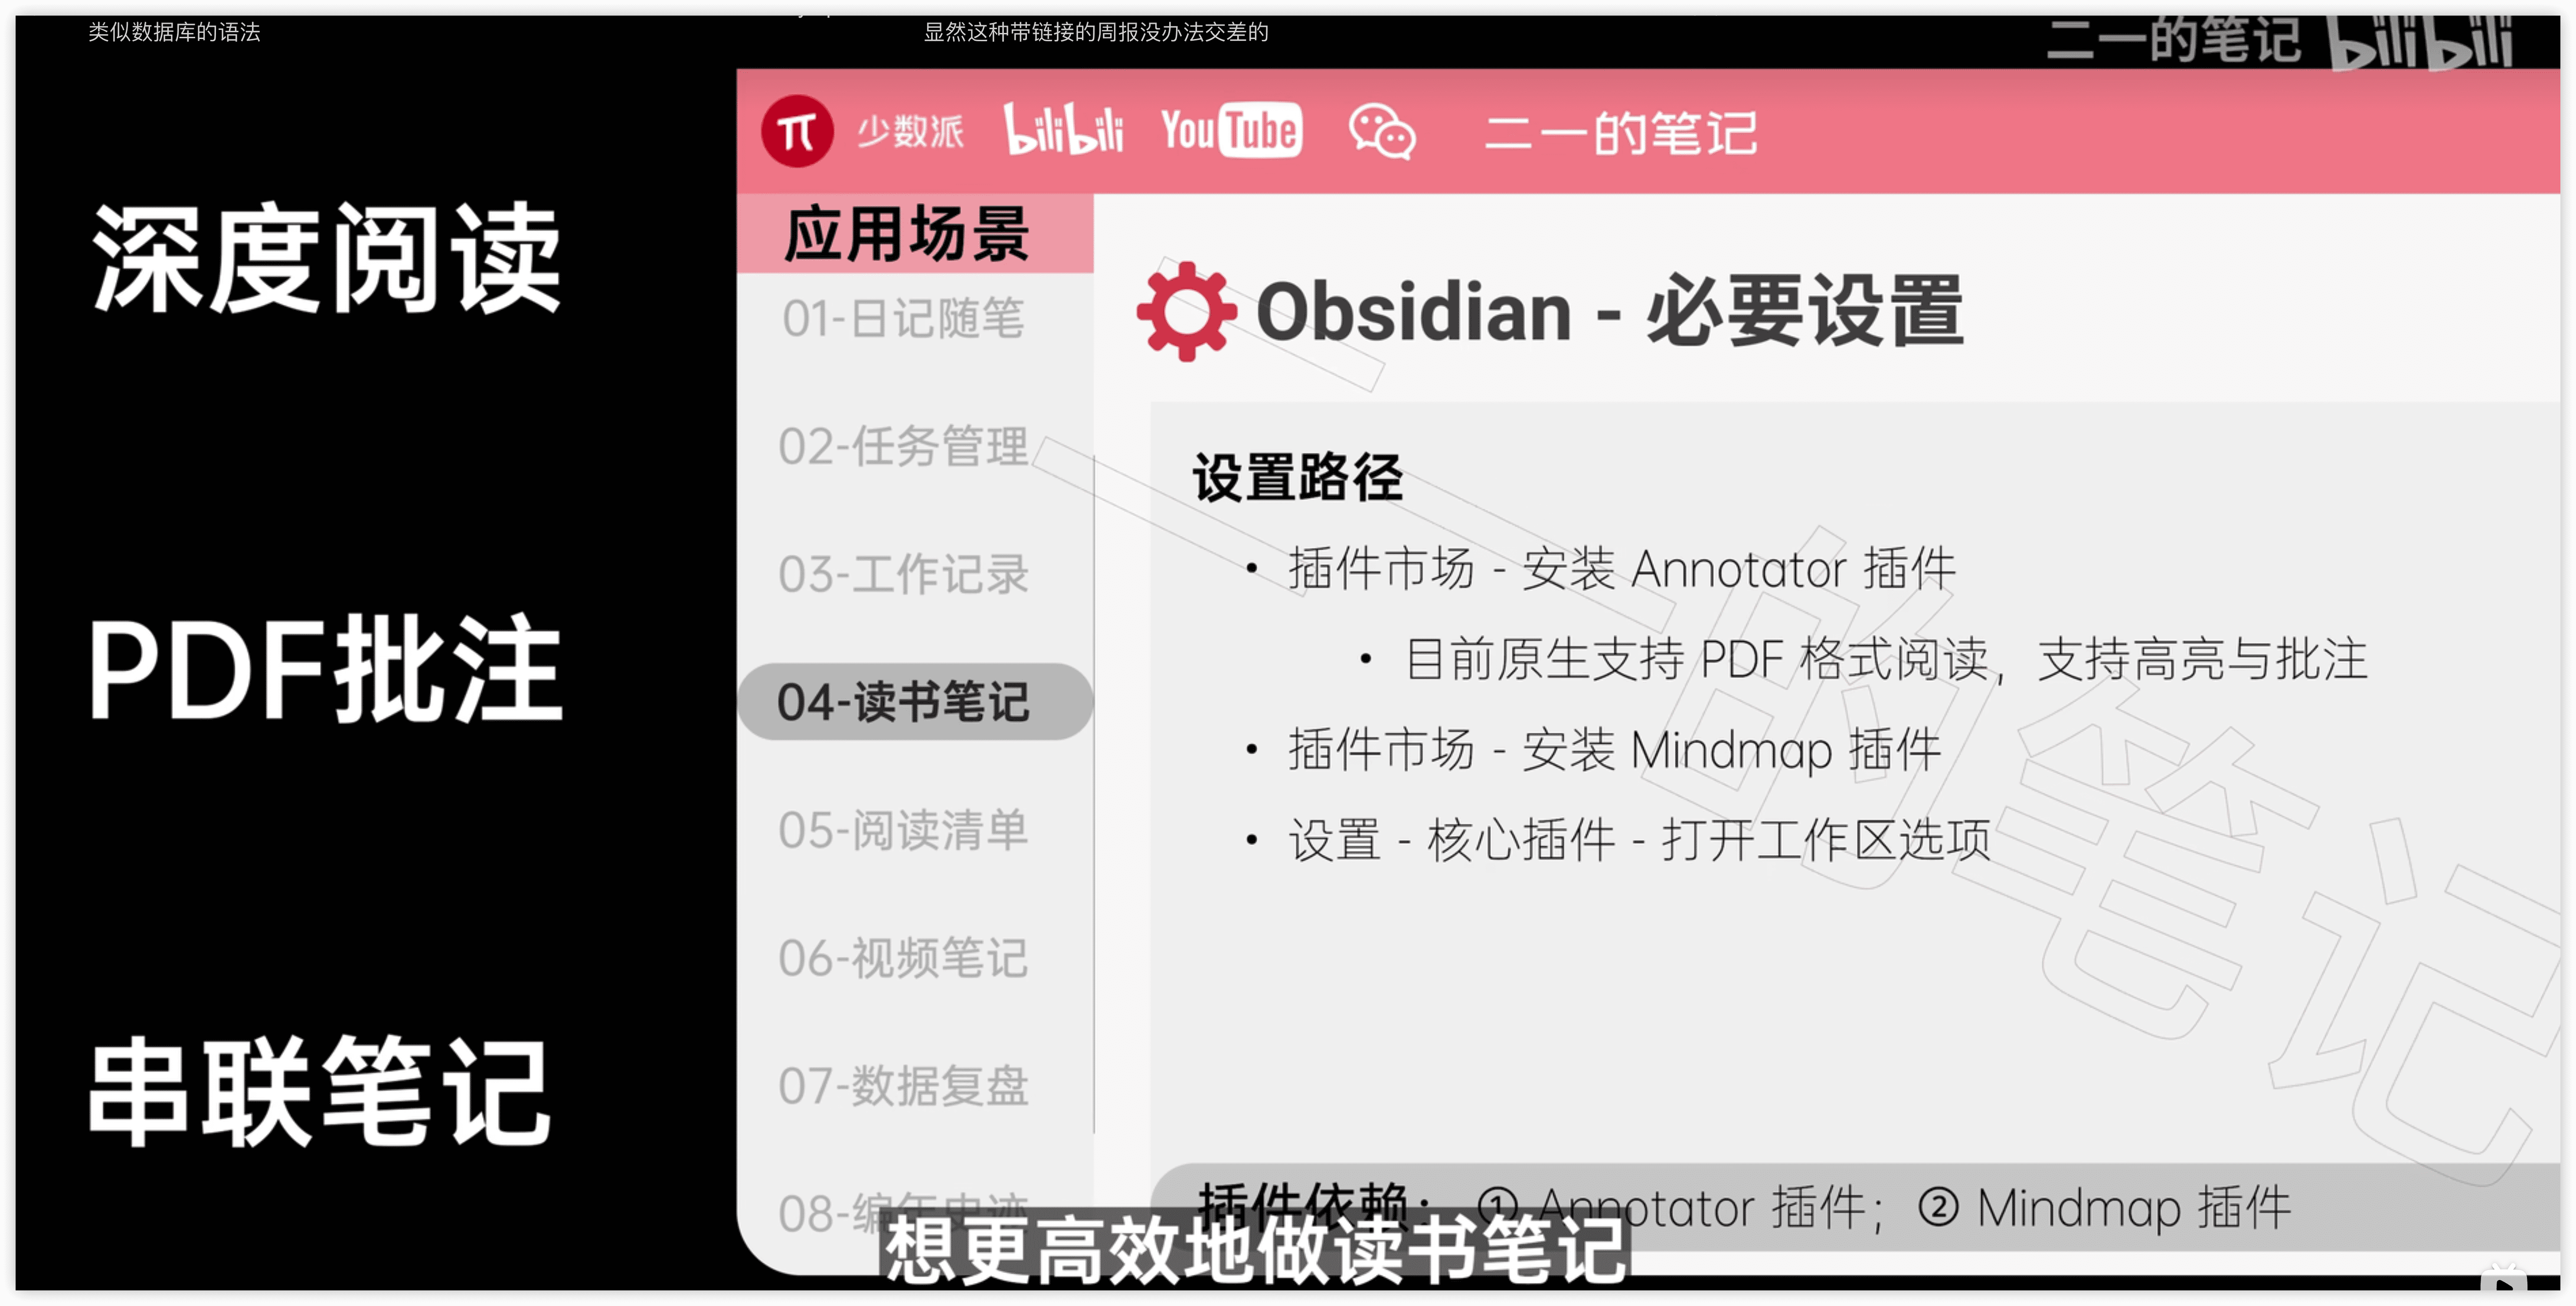 类似数据库的语法
显然这种带链接的周报没办法交差的
二一的笔记 bilibili
少数派 bilibili YouTube 二一的笔记
深度阅读
PDF批注
串联笔记
应用场景
01-日记随笔
02-任务管理
03-工作记录
04-读书笔记
05-阅读清单
06-视频笔记
07-数据复盘
08-编年史迹
Obsidian - 必要设置
设置路径
• 插件市场 - 安装 Annotator 插件
• 目前原生支持 PDF 格式阅读，支持高亮与批注
• 插件市场 - 安装 Mindmap 插件
• 设置 - 核心插件 - 打开工作区选项
二一的笔记
插件依赖：① Annotator 插件；② Mindmap 插件
想更高效地做读书笔记